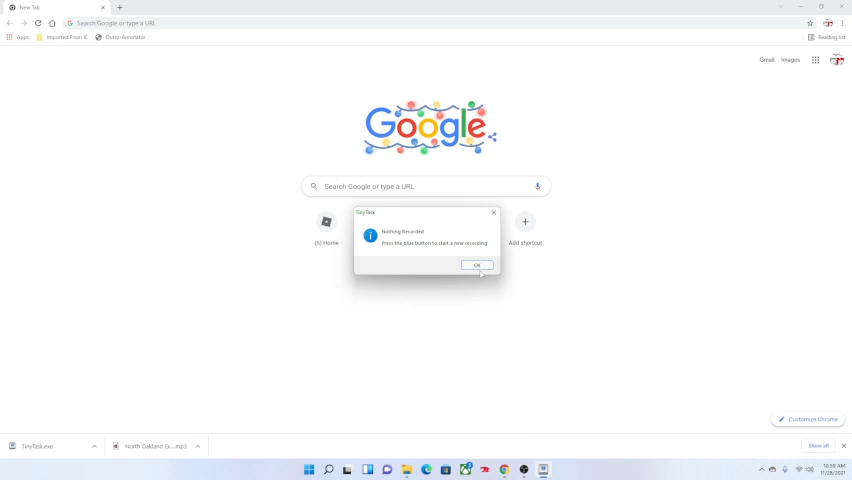 New Tab
Search Google or type a URL
Apps
Imported From IE
Outro-Annotator
Reading list
Gmail
Images
Google
Search Google or type a URL
TinyTask
Nothing Recorded
Press the blue button to start a new recording
OK
(5) Home
Add shortcut
Customize Chrome
TinyTask.exe
North Oakland Ex....mp3
Show all
10:59 AM
11/28/2021